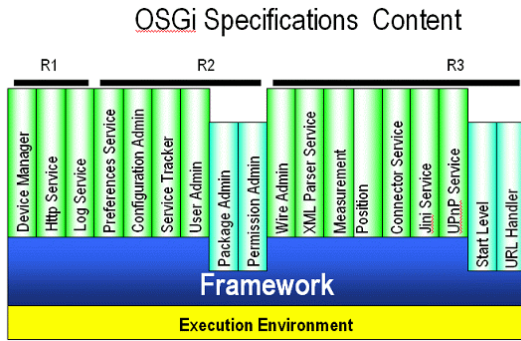 OSGi Specifications Content
R1
R2
R3
Device Manager
Http Service
Log Service
Preferences Service
Configuration Admin
Service Tracker
User Admin
Package Admin
Permission Admin
Wire Admin
XML Parser Service
Measurement
Position
Connector Service
Jini Service
UPnP Service
Start Level
URL Handler
Framework
Execution Environment